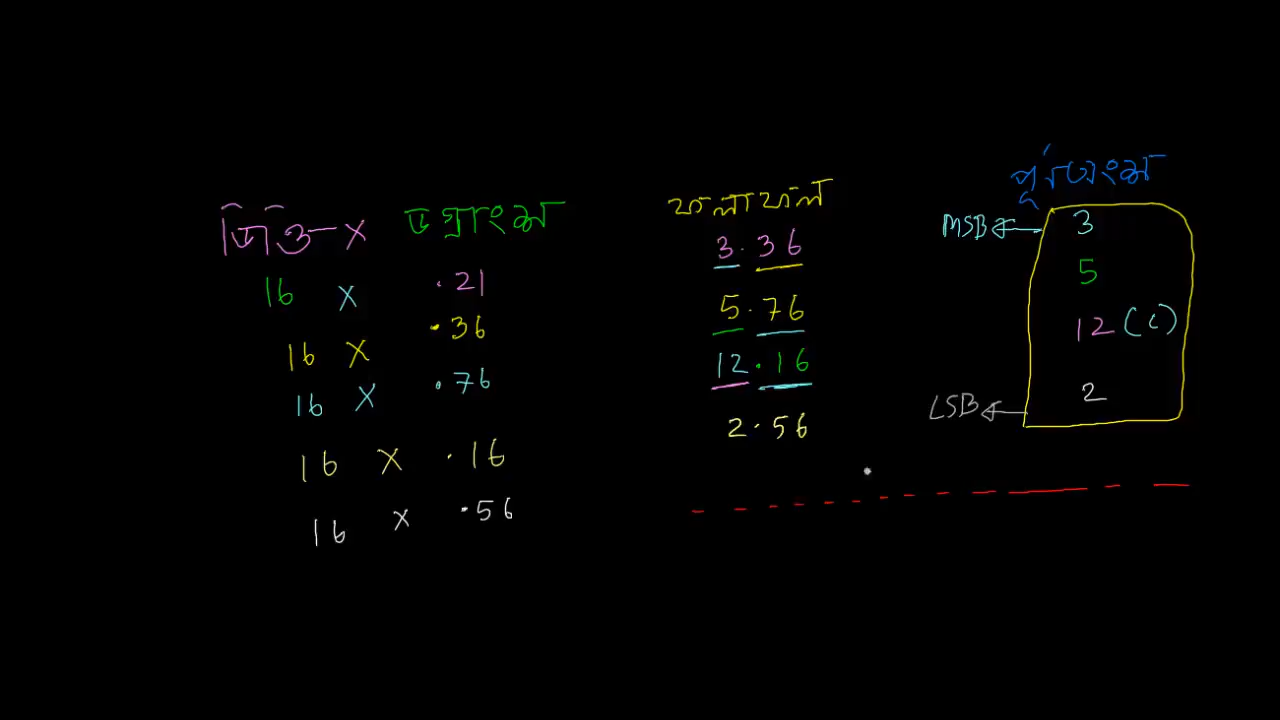 পূর্নঅংশ
ভিত্তি × ভগ্নাংশ ফলাফল
MSB ← 3
16 × .21 3.36
5
16 × .36 5.76
12 (C)
16 × .76 12.16
LSB ← 2
16 × .16 2.56
16 × .56